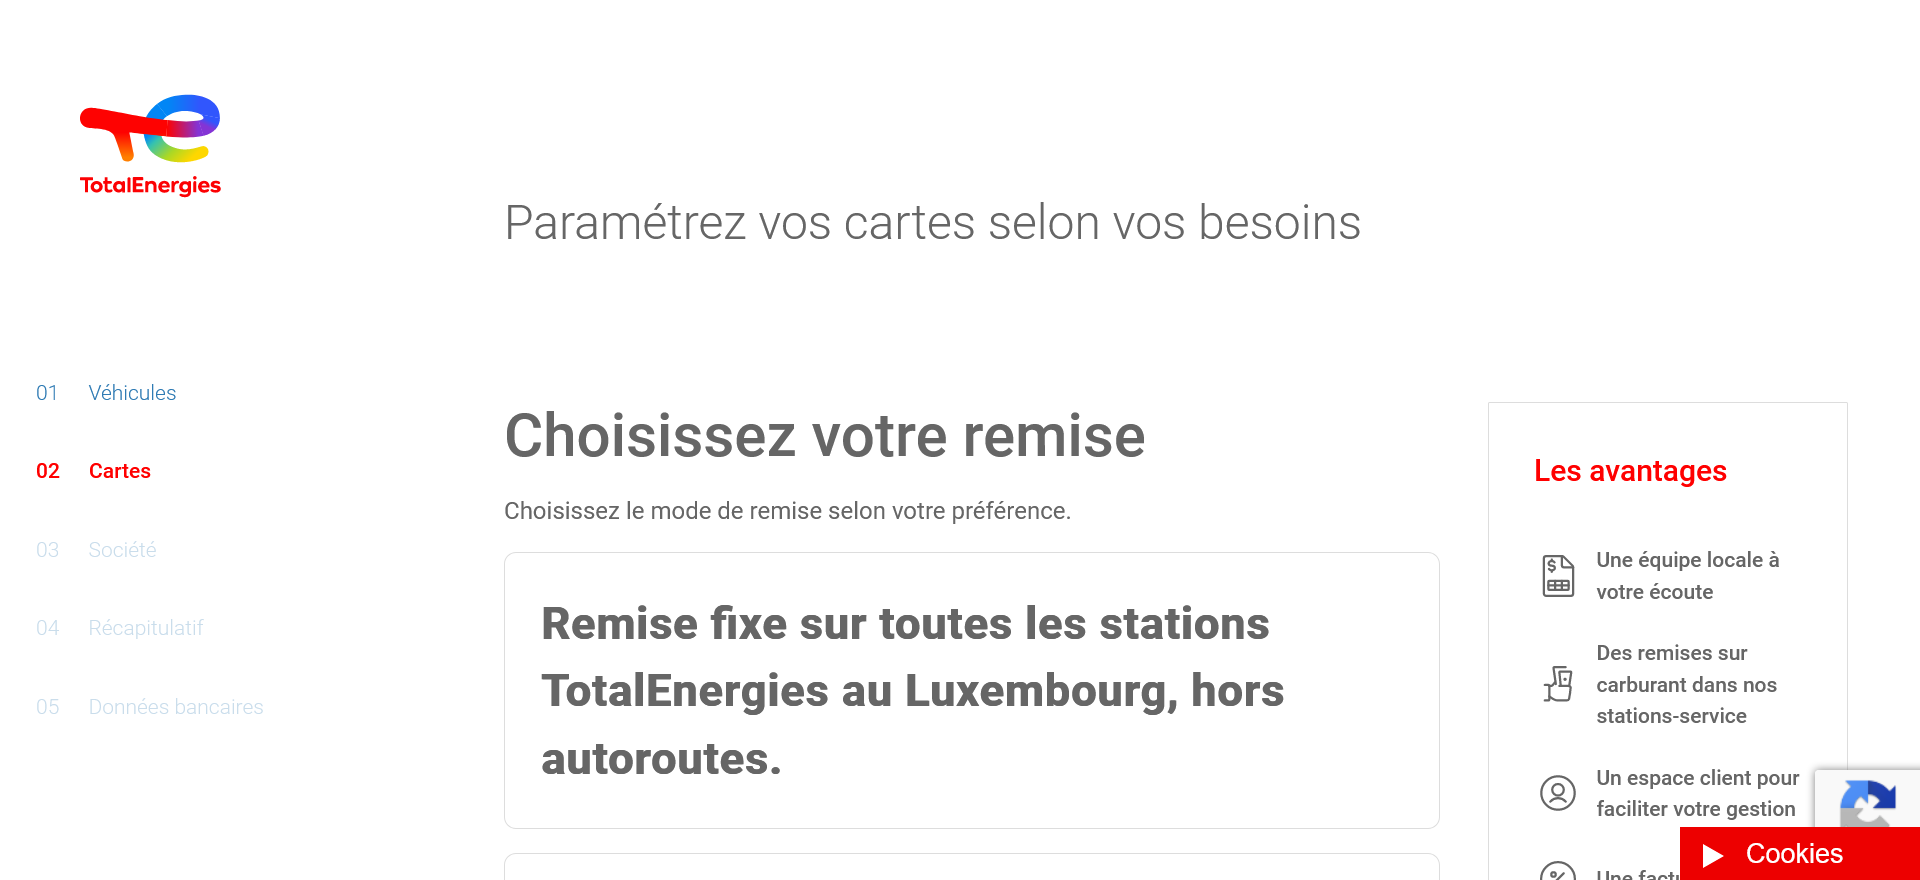 TotalEnergies
Paramétrez vos cartes selon vos besoins
01 Véhicules
02 Cartes
03 Société
04 Récapitulatif
05 Données bancaires
Choisissez votre remise
Choisissez le mode de remise selon votre préférence.
Remise fixe sur toutes les stations
TotalEnergies au Luxembourg, hors
autoroutes.
Les avantages
Une équipe locale à
votre écoute
Des remises sur
carburant dans nos
stations-service
Un espace client pour
faciliter votre gestion
Une
Cookies